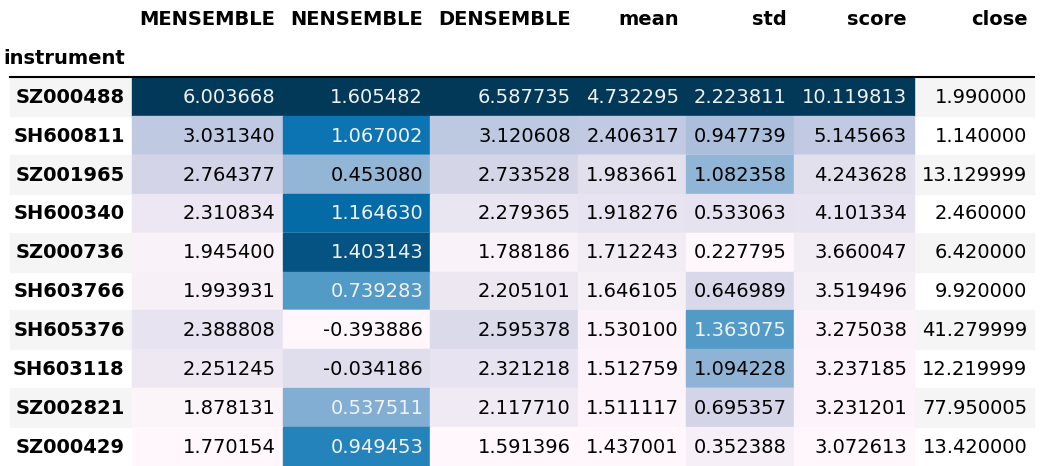 MENSEMBLE NENSEMBLE DENSEMBLE mean std score close
instrument
SZ000488 6.003668 1.605482 6.587735 4.732295 2.223811 10.119813 1.990000
SH600811 3.031340 1.067002 3.120608 2.406317 0.947739 5.145663 1.140000
SZ001965 2.764377 0.453080 2.733528 1.983661 1.082358 4.243628 13.129999
SH600340 2.310834 1.164630 2.279365 1.918276 0.533063 4.101334 2.460000
SZ000736 1.945400 1.403143 1.788186 1.712243 0.227795 3.660047 6.420000
SH603766 1.993931 0.739283 2.205101 1.646105 0.646989 3.519496 9.920000
SH605376 2.388808 -0.393886 2.595378 1.530100 1.363075 3.275038 41.279999
SH603118 2.251245 -0.034186 2.321218 1.512759 1.094228 3.237185 12.219999
SZ002821 1.878131 0.537511 2.117710 1.511117 0.695357 3.231201 77.950005
SZ000429 1.770154 0.949453 1.591396 1.437001 0.352388 3.072613 13.420000